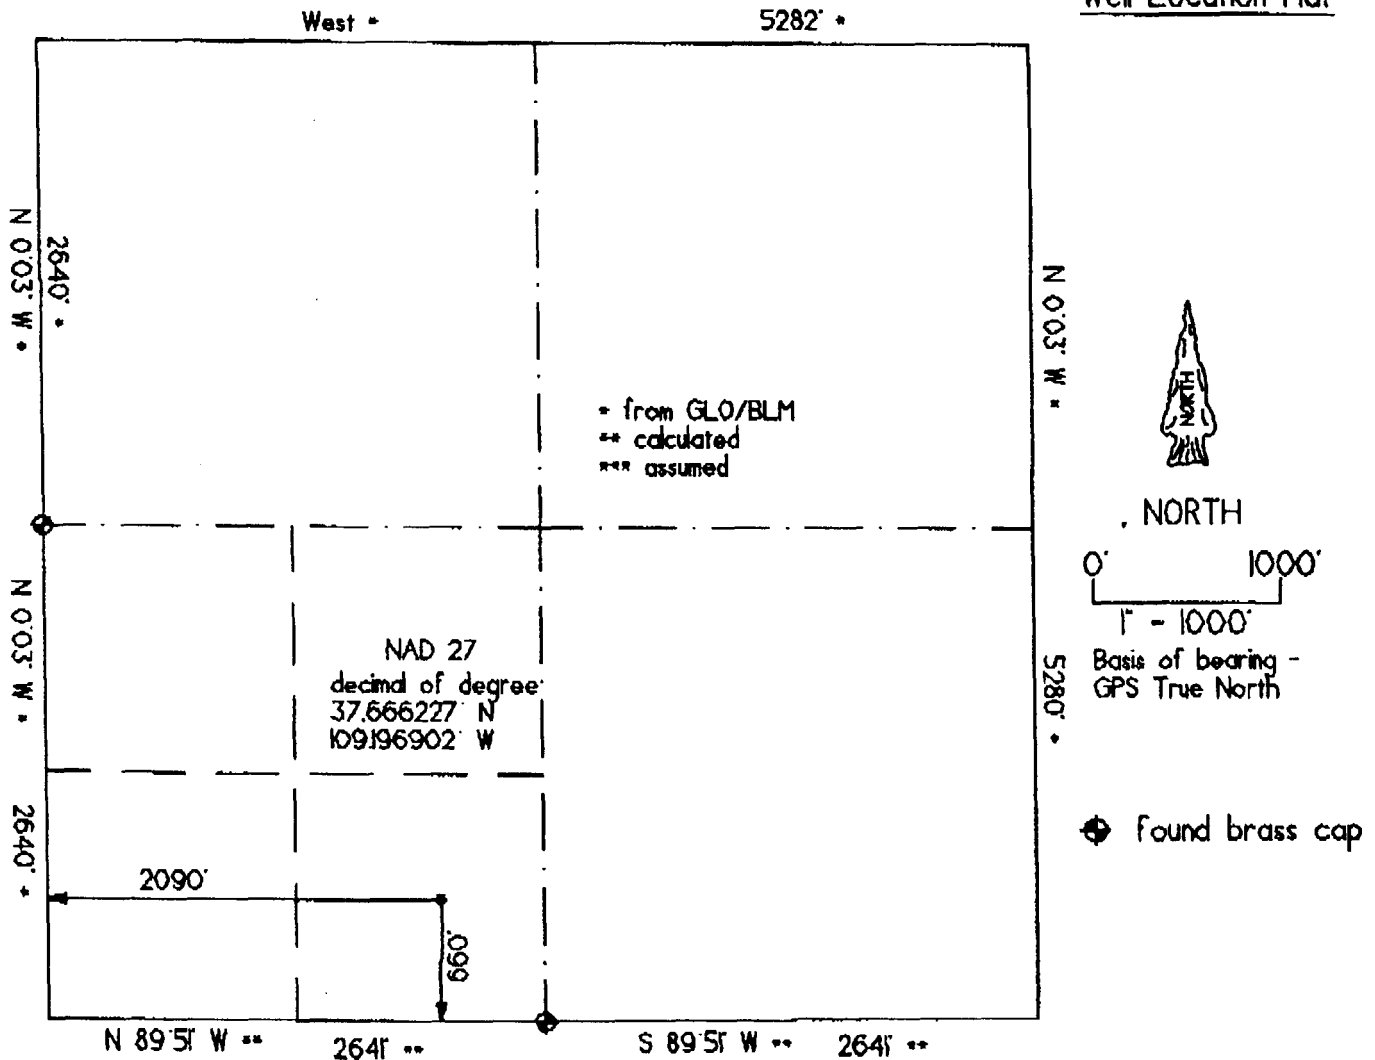 Well Location Plat
West *
5282' *
N 0°03' W *
2640' *
N 0°03' W *
* from GLO/BLM
** calculated
*** assumed
NORTH
NORTH
0' 1000'
1" - 1000'
Basis of bearing -
GPS True North
N 0°03' W *
2640' *
NAD 27
decimal of degree
37.666227° N
109.196902° W
5280' *
found brass cap
2090'
660'
N 89°51' W **
2641' **
S 89°51' W **
2641' **